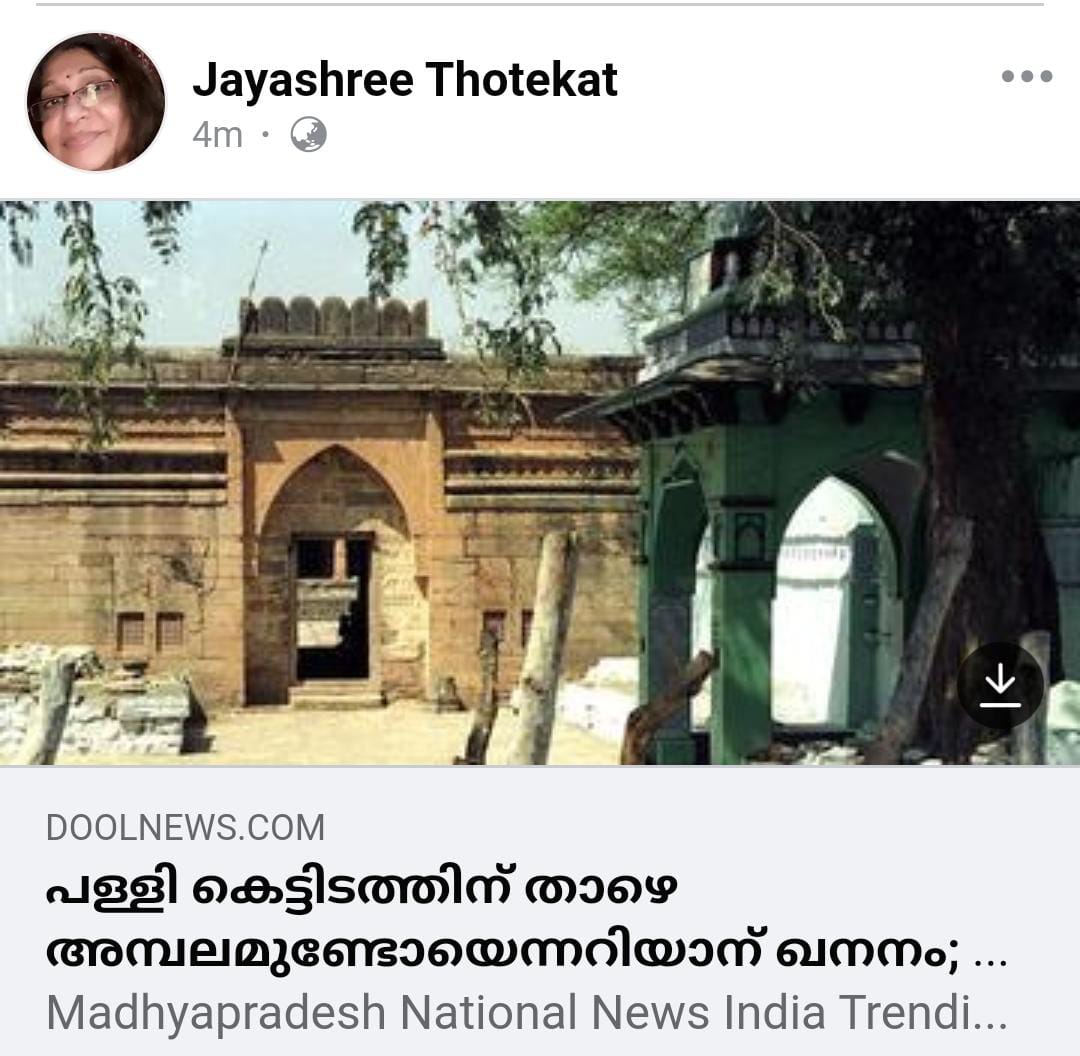 Jayashree Thotekat
4m ·
DOOLNEWS.COM
പള്ളി കെട്ടിടത്തിന് താഴെ
അമ്പലമുണ്ടോയെന്നറിയാന് ഖനനം; ...
Madhyapradesh National News India Trendi...